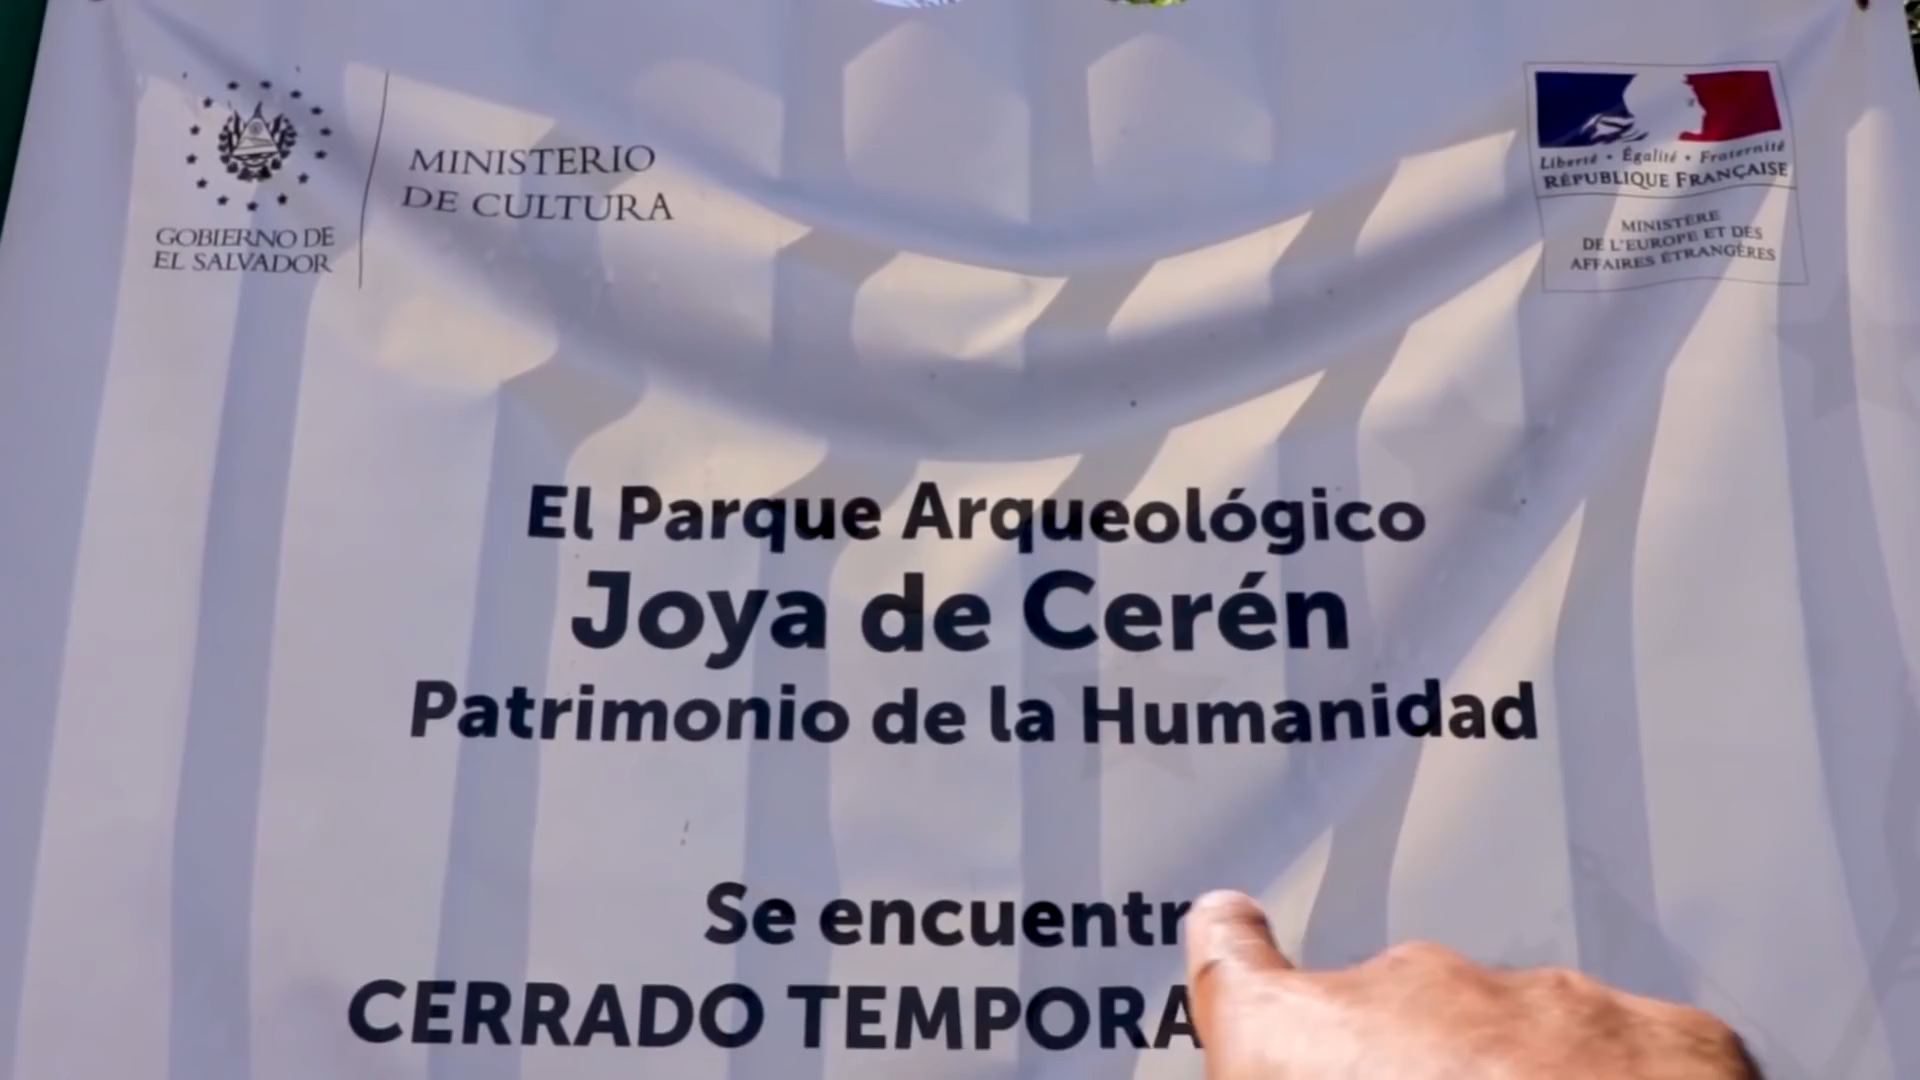 GOBIERNO DE
EL SALVADOR
MINISTERIO
DE CULTURA
Liberté • Égalité • Fraternité
RÉPUBLIQUE FRANÇAISE
MINISTÈRE
DE L'EUROPE ET DES
AFFAIRES ÉTRANGÈRES
El Parque Arqueológico
Joya de Cerén
Patrimonio de la Humanidad
Se encuentr
CERRADO TEMPORA